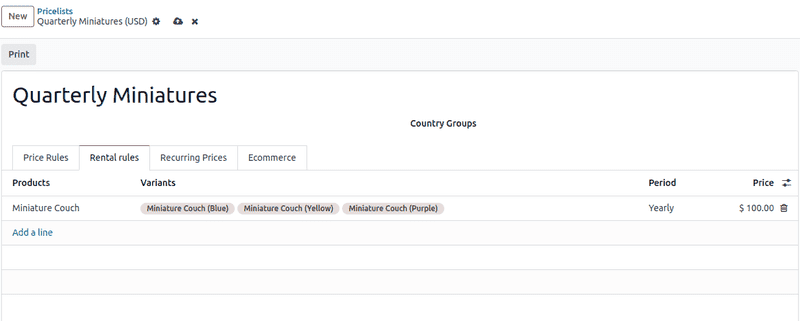 New
Pricelists
Quarterly Miniatures (USD)
Print
Quarterly Miniatures
Country Groups
Price Rules Rental rules Recurring Prices Ecommerce
Products Variants Period Price
Miniature Couch Miniature Couch (Blue) Miniature Couch (Yellow) Miniature Couch (Purple) Yearly $ 100.00
Add a line